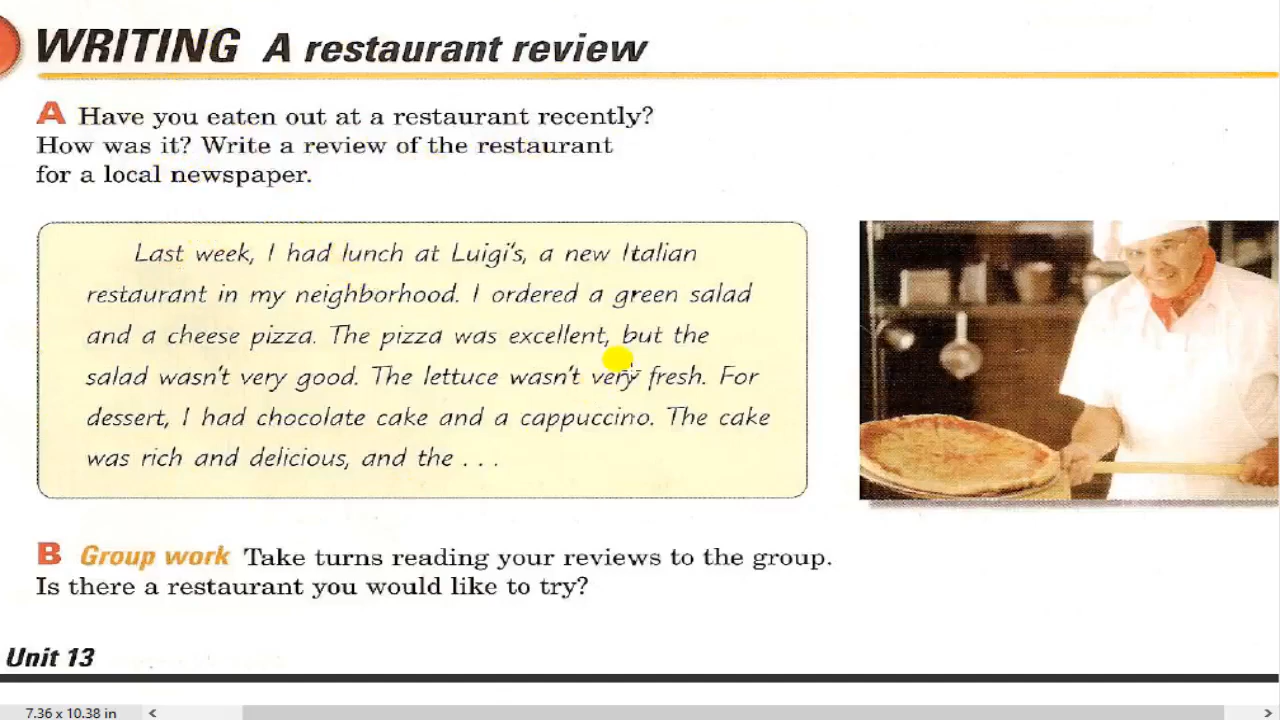 WRITING A restaurant review
A Have you eaten out at a restaurant recently?
How was it? Write a review of the restaurant
for a local newspaper.
Last week, I had lunch at Luigi's, a new Italian
restaurant in my neighborhood. I ordered a green salad
and a cheese pizza. The pizza was excellent, but the
salad wasn't very good. The lettuce wasn't very fresh. For
dessert, I had chocolate cake and a cappuccino. The cake
was rich and delicious, and the . . .
B Group work Take turns reading your reviews to the group.
Is there a restaurant you would like to try?
Unit 13
7.36 x 10.38 in